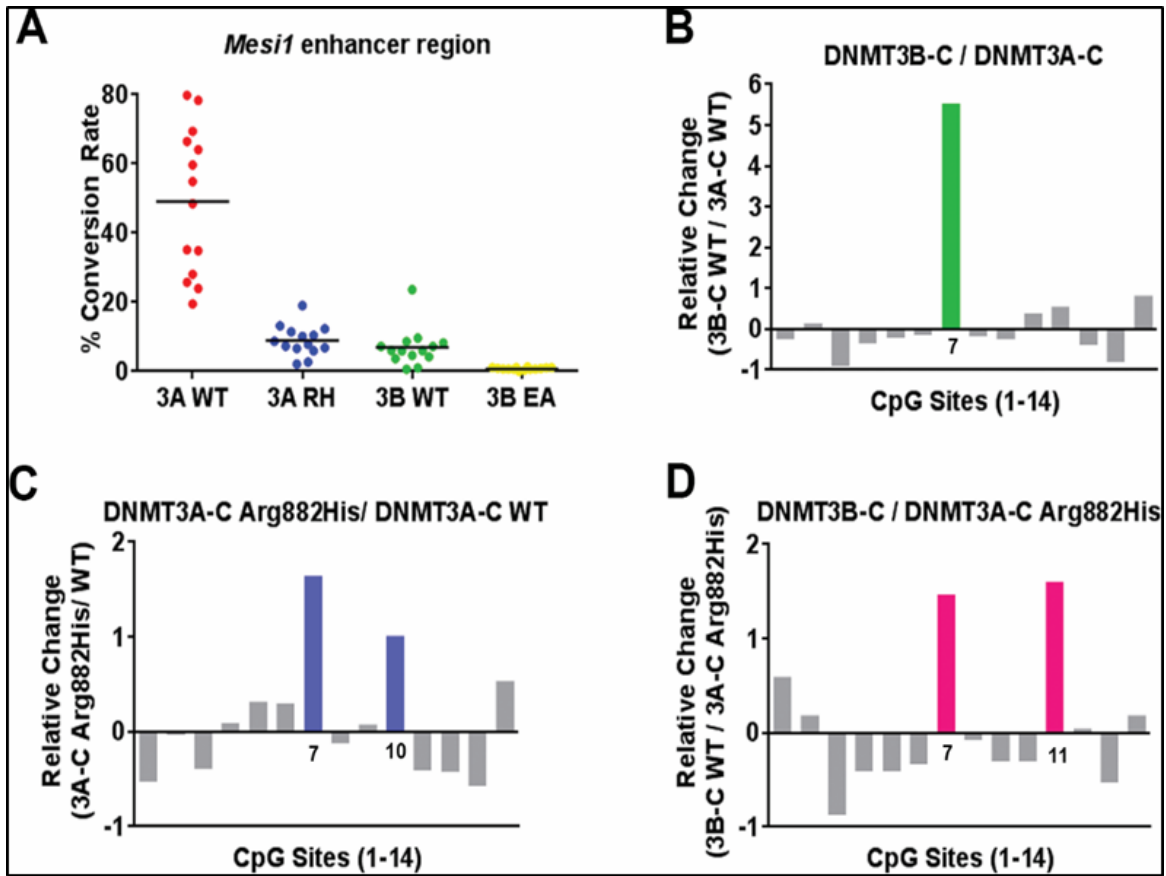 A
Mesi1 enhancer region
% Conversion Rate
80
60
40
20
0
3A WT
3A RH
3B WT
3B EA
B
DNMT3B-C / DNMT3A-C
Relative Change
(3B-C WT / 3A-C WT)
6
5
4
3
2
1
0
-1
7
CpG Sites (1-14)
C
DNMT3A-C Arg882His/ DNMT3A-C WT
Relative Change
(3A-C Arg882His/ WT)
2
1
0
-1
7
10
CpG Sites (1-14)
D
DNMT3B-C / DNMT3A-C Arg882His
Relative Change
(3B-C WT / 3A-C Arg882His)
2
1
0
-1
7
11
CpG Sites (1-14)